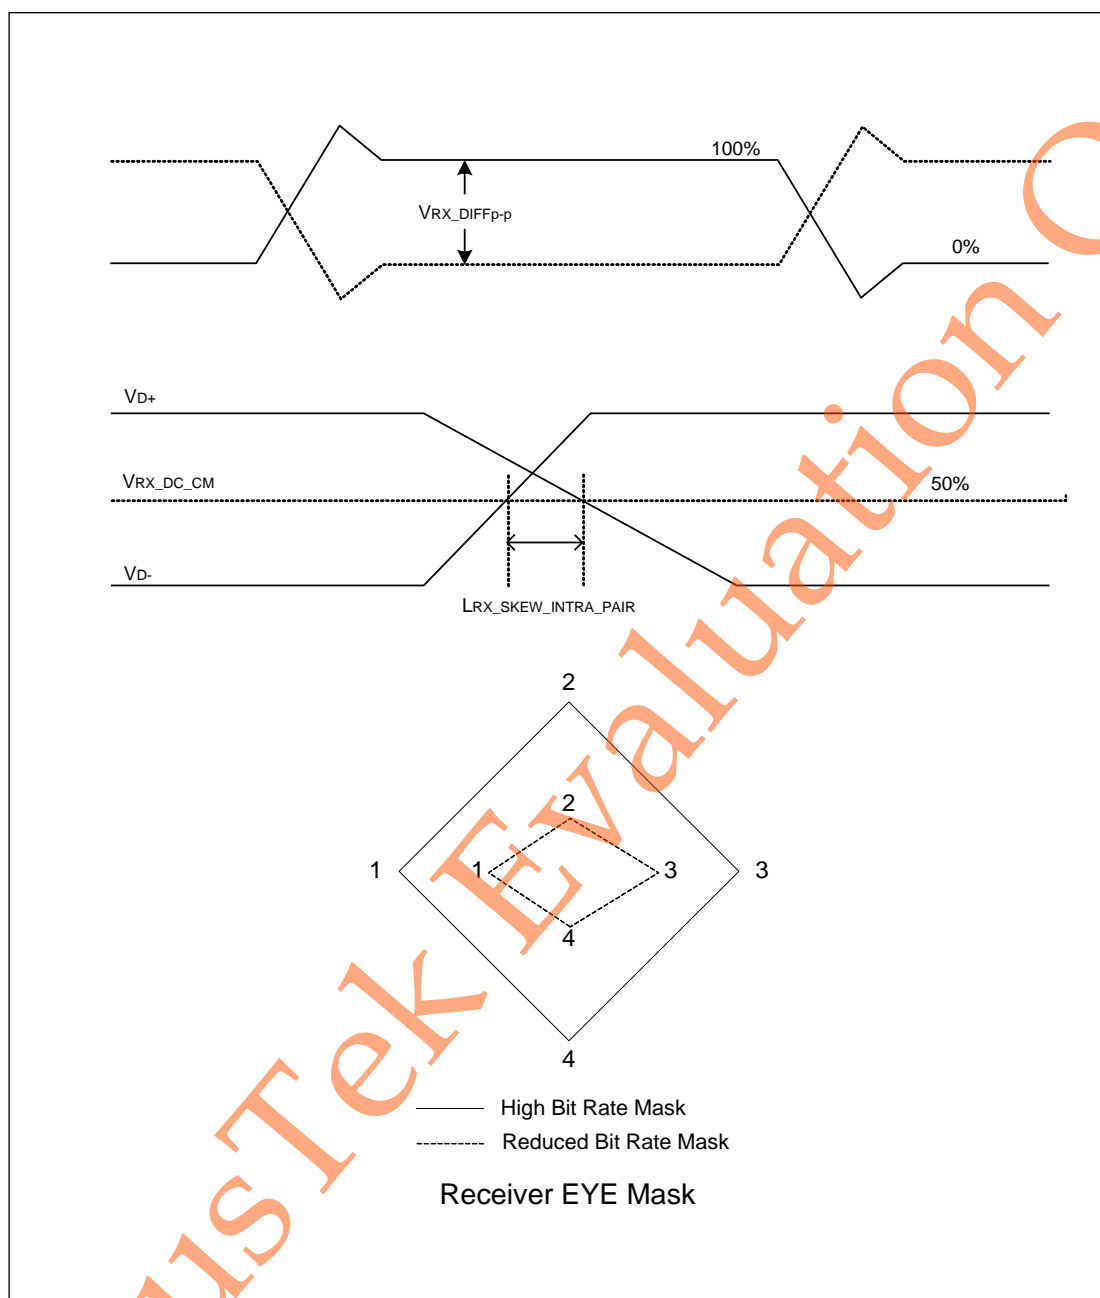 100%
VRX_DIFFp-p
0%
VD+
VRX_DC_CM
50%
VD-
LRX_SKEW_INTRA_PAIR
2
2
1
1
3
3
4
4
High Bit Rate Mask
Reduced Bit Rate Mask
Receiver EYE Mask
usTek Evaluation